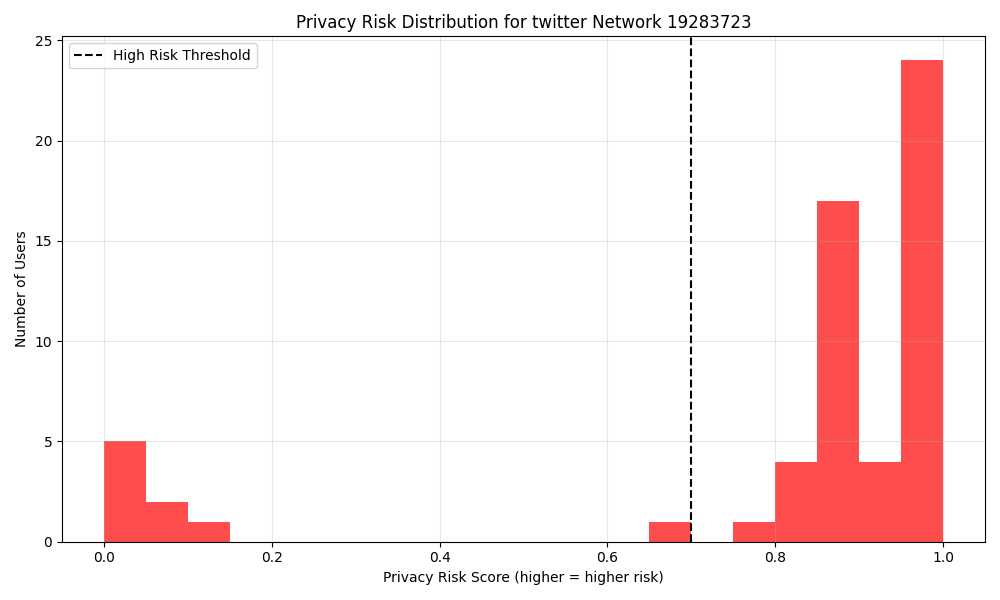 Privacy Risk Distribution for twitter Network 19283723
High Risk Threshold
Number of Users
25
20
15
10
5
0
0.0 0.2 0.4 0.6 0.8 1.0
Privacy Risk Score (higher = higher risk)